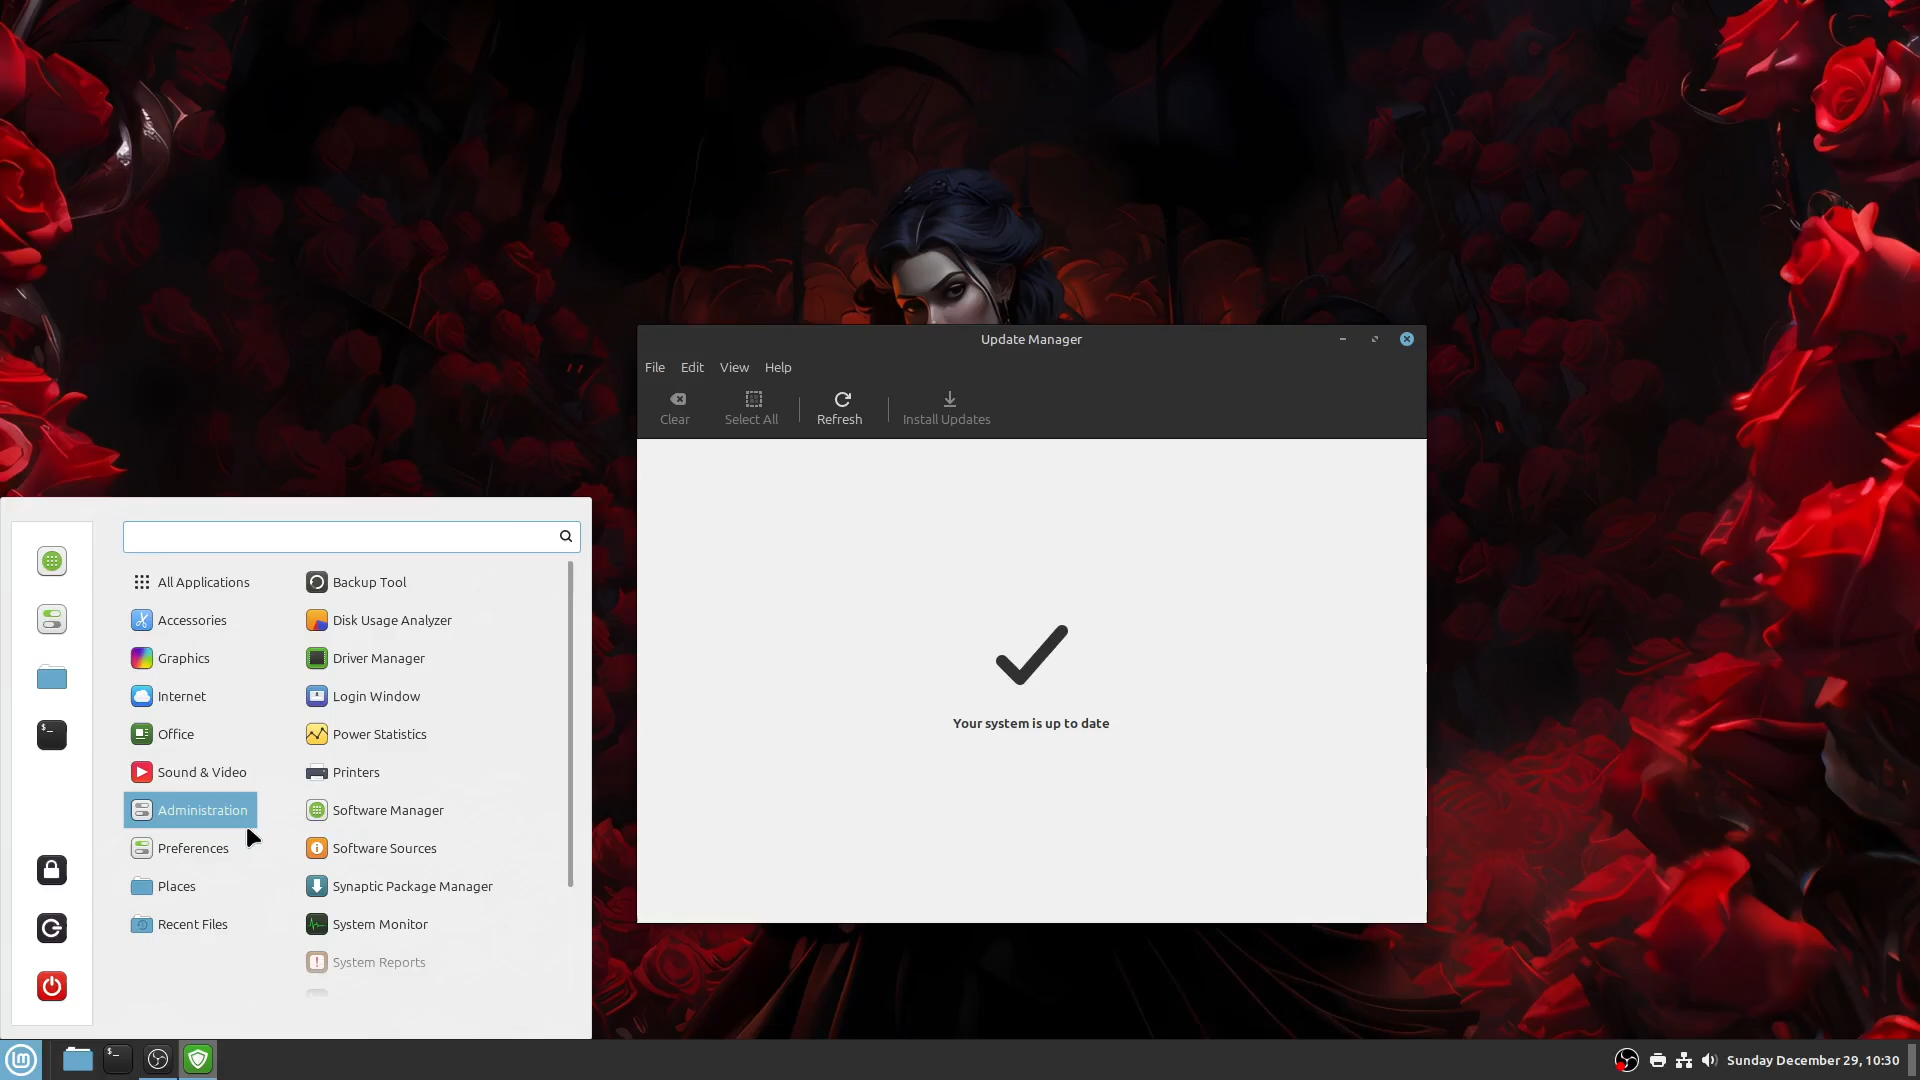 Update Manager
File Edit View Help
Clear Select All Refresh Install Updates
Your system is up to date
All Applications
Accessories
Graphics
Internet
Office
Sound & Video
Administration
Preferences
Places
Recent Files
Backup Tool
Disk Usage Analyzer
Driver Manager
Login Window
Power Statistics
Printers
Software Manager
Software Sources
Synaptic Package Manager
System Monitor
System Reports
Sunday December 29, 10:30